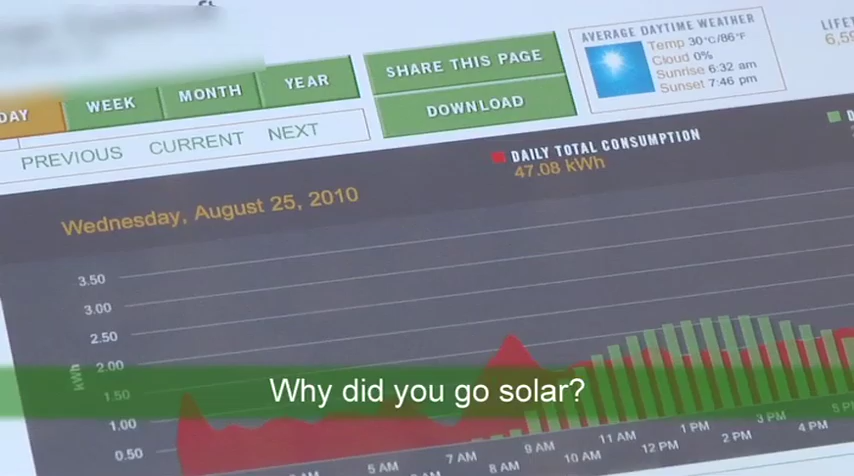 DAY
WEEK
MONTH
YEAR
SHARE THIS PAGE
DOWNLOAD
AVERAGE DAYTIME WEATHER
Temp 30°C/86°F
Cloud 0%
Sunrise 6:32 am
Sunset 7:46 pm
PREVIOUS
CURRENT
NEXT
DAILY TOTAL CONSUMPTION
47.08 kWh
Wednesday, August 25, 2010
3.50
3.00
2.50
2.00
1.50
1.00
0.50
kWh
Why did you go solar?
5 AM
7 AM
8 AM
9 AM
10 AM
11 AM
12 PM
1 PM
2 PM
3 PM
4 PM